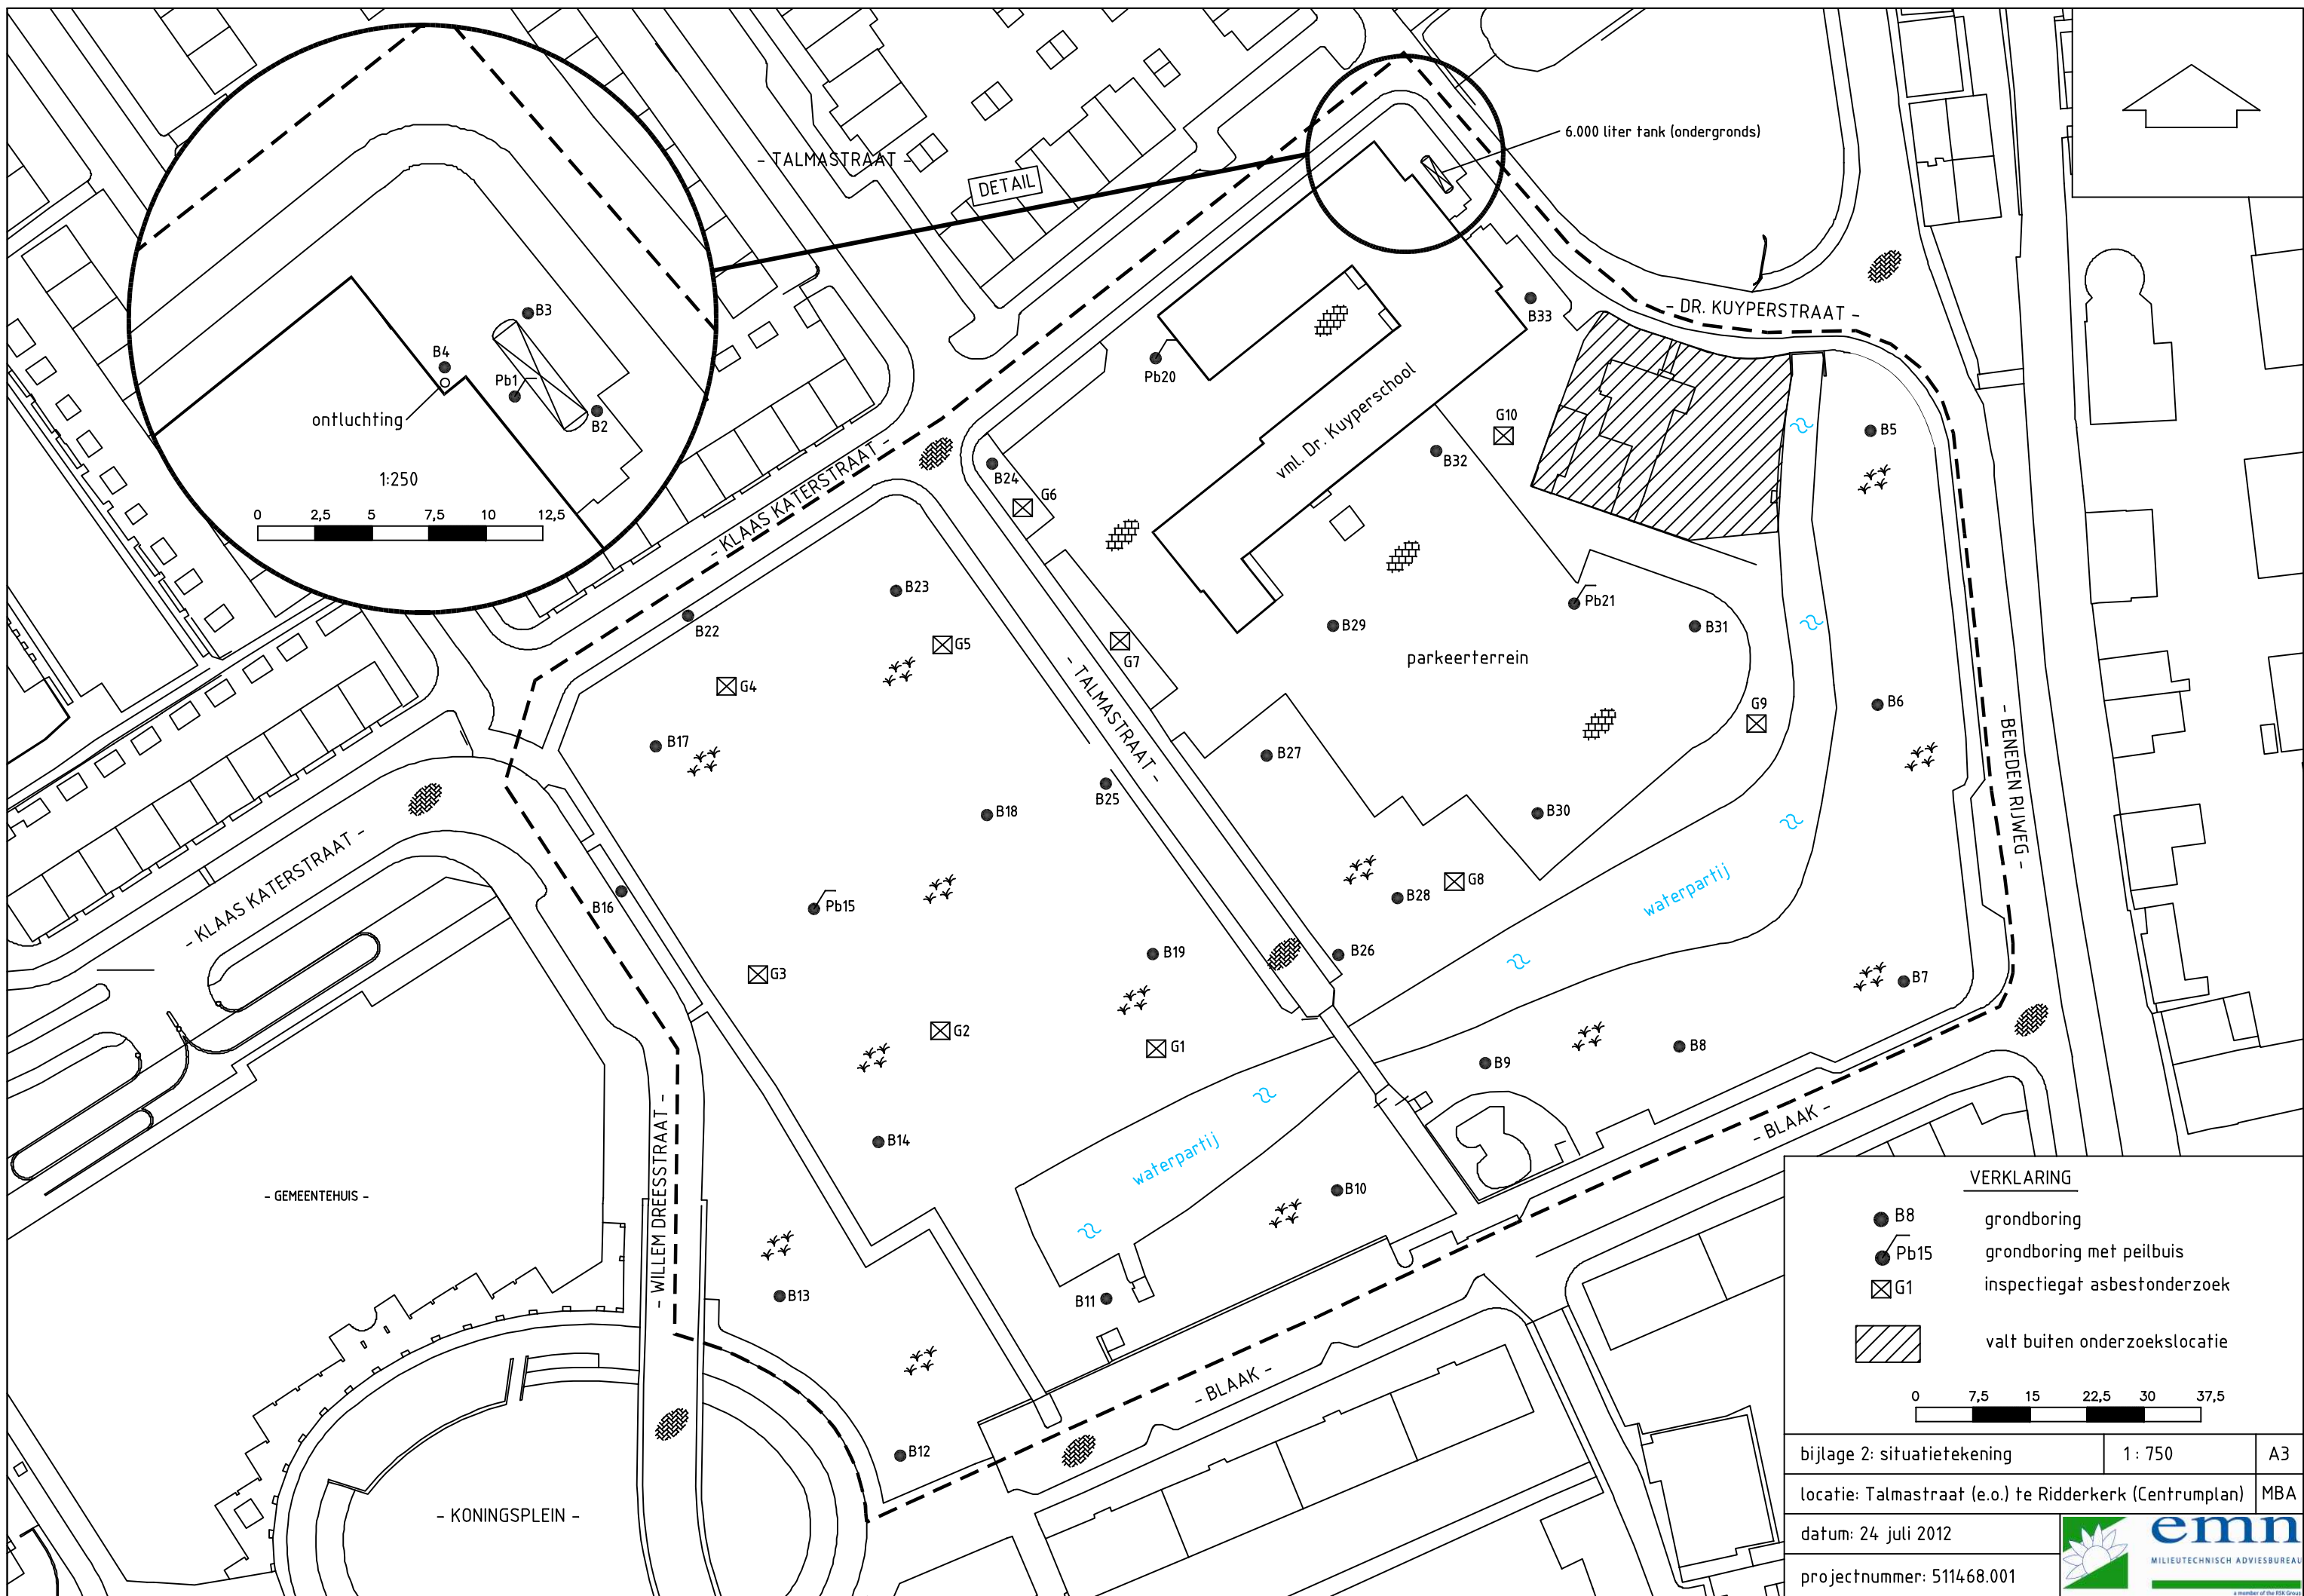 - TALMASTRAAT -
DETAIL
6.000 liter tank (ondergronds)
B3
B4
Pb1
B2
ontluchting
1:250
0 2,5 5 7,5 10 12,5
- DR. KUYPERSTRAAT -
B33
Pb20
vml. Dr. Kuyperschool
G10
B32
B5
- KLAAS KATERSTRAAT -
B24
G6
B23
B22
G5
G4
G7
- TALMASTRAAT -
B29
Pb21
B31
parkeerterrein
G9
B6
- BENEDEN RIJWEG -
B17
B27
B25
B18
B30
- KLAAS KATERSTRAAT -
B16
Pb15
B28
G8
waterpartij
B19
B26
G3
B7
G2
G1
B9
B8
- BLAAK -
- WILLEM DREESSTRAAT -
B14
waterpartij
- GEMEENTEHUIS -
B10
B13
B11
- BLAAK -
B12
- KONINGSPLEIN -
VERKLARING
B8 grondboring
Pb15 grondboring met peilbuis
G1 inspectiegat asbestonderzoek
valt buiten onderzoekslocatie
0 7,5 15 22,5 30 37,5
bijlage 2: situatietekening 1 : 750 A3
locatie: Talmastraat (e.o.) te Ridderkerk (Centrumplan) MBA
datum: 24 juli 2012
projectnummer: 511468.001
emn
MILIEUTECHNISCH ADVIESBUREAU
a member of the RSK Group